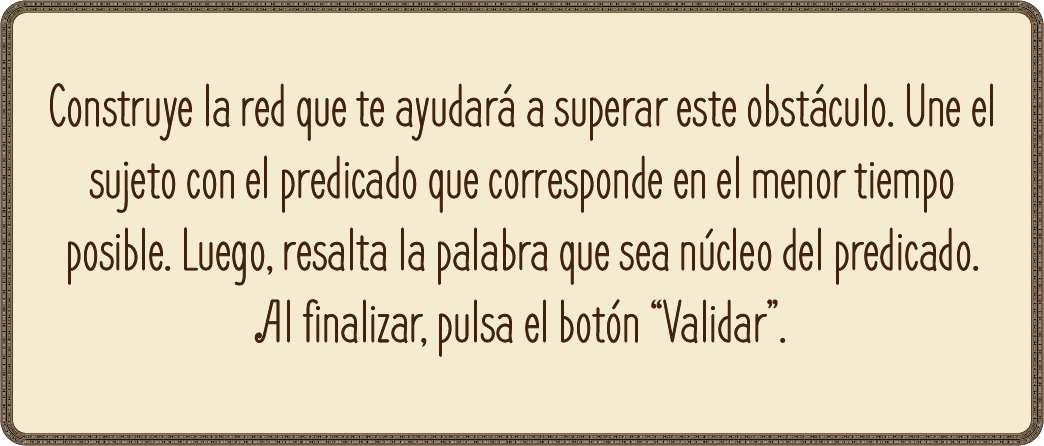 Construye la red que te ayudará a superar este obstáculo. Une el
sujeto con el predicado que corresponde en el menor tiempo
posible. Luego, resalta la palabra que sea núcleo del predicado.
Al finalizar, pulsa el botón “Validar”.